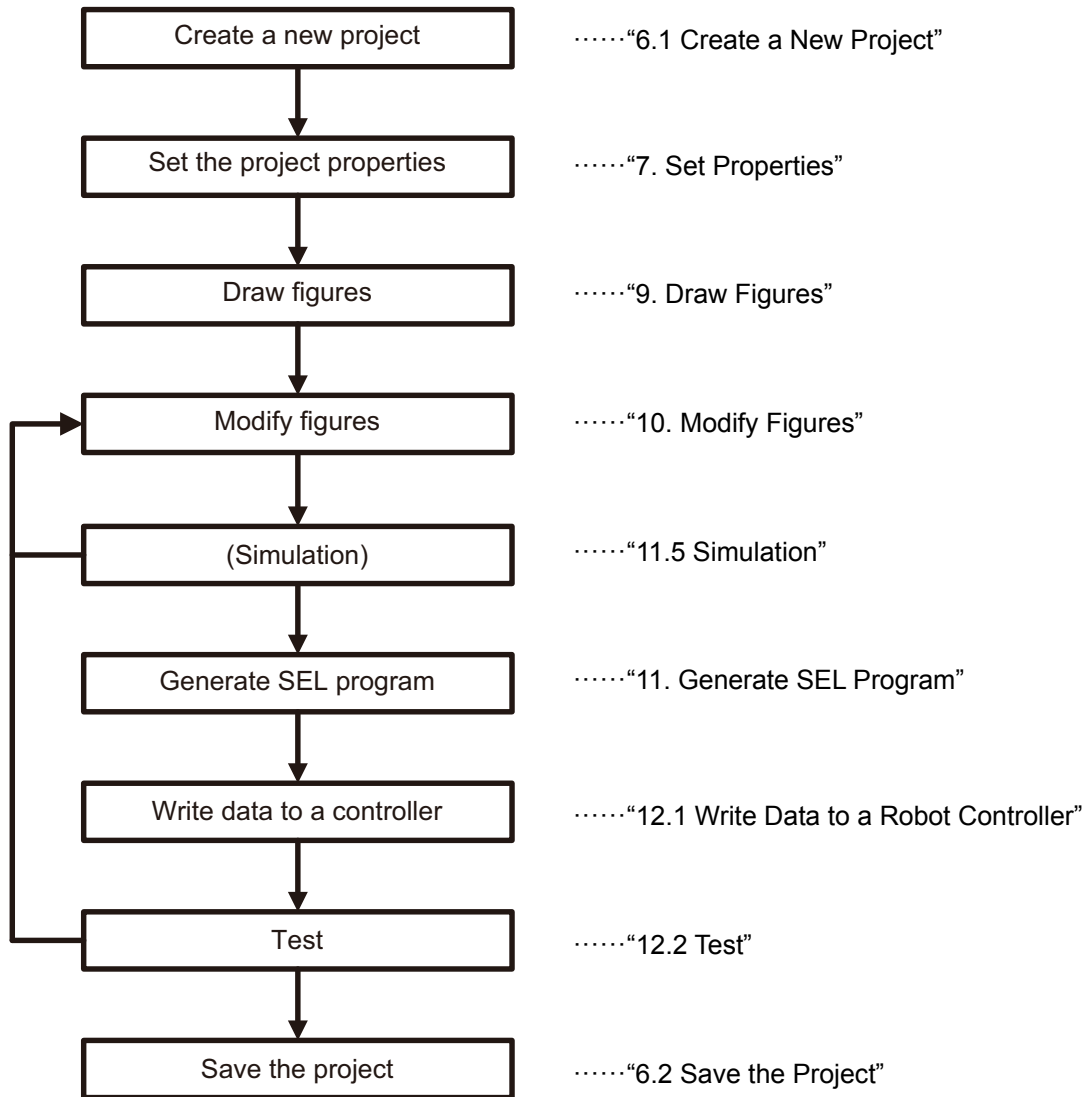 Create a new project ……“6.1 Create a New Project”
Set the project properties ……“7. Set Properties”
Draw figures ……“9. Draw Figures”
Modify figures ……“10. Modify Figures”
(Simulation) ……“11.5 Simulation”
Generate SEL program ……“11. Generate SEL Program”
Write data to a controller ……“12.1 Write Data to a Robot Controller”
Test ……“12.2 Test”
Save the project ……“6.2 Save the Project”